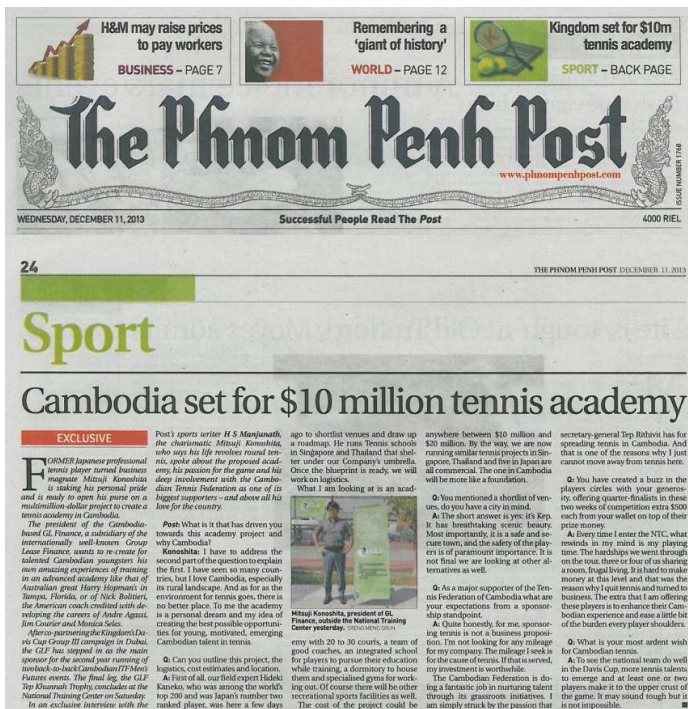 H&M may raise prices
to pay workers
BUSINESS – PAGE 7
Remembering a
'giant of history'
WORLD – PAGE 12
Kingdom set for $10m
tennis academy
SPORT – BACK PAGE
The Phnom Penh Post
www.phnompenhpost.com
ISSUE NUMBER 1768
WEDNESDAY, DECEMBER 11, 2013
Successful People Read The Post
4000 RIEL
24
THE PHNOM PENH POST DECEMBER 11, 2013
Sport
Cambodia set for $10 million tennis academy
EXCLUSIVE
FORMER Japanese professional
tennis player turned business
magnate Mitsuji Konoshita
is staking his personal pride
and is ready to open his purse on a
multimillion-dollar project to create a
tennis academy in Cambodia.
The president of the Cambodia-
based GL Finance, a subsidiary of the
internationally well-known Group
Lease Finance, wants to re-create for
talented Cambodian youngsters his
own amazing experiences of training
in an advanced academy like that of
Australian great Harry Hopman's in
Tampa, Florida, or of Nick Bolitieri,
the American coach credited with de-
veloping the careers of Andre Agassi,
Jim Courier and Monica Seles.
After co-partnering the Kingdom's Da-
vis Cup Group III campaign in Dubai,
the GLF has stepped in as the main
sponsor for the second year running of
two back-to-back Cambodian ITF Men's
Futures events. The final leg, the GLF
Tep Khunnah Trophy, concludes at the
National Training Center on Saturday.
In an exclusive interview with the
Post's sports writer H S Manjunath,
the charismatic Mitsuji Konoshita,
who says his life revolves round ten-
nis, spoke about the proposed acad-
emy, his passion for the game and his
deep involvement with the Cambo-
dian Tennis Federation as one of its
biggest supporters – and above all his
love for the country.
Post: What is it that has driven you
towards this academy project and
why Cambodia?
Konoshita: I have to address the
second part of the question to explain
the first. I have seen so many coun-
tries, but I love Cambodia, especially
its rural landscape. And as for as the
environment for tennis goes, there is
no better place. To me the academy
is a personal dream and my idea of
creating the best possible opportuni-
ties for young, motivated, emerging
Cambodian talent in tennis.
Q: Can you outline this project, the
logistics, cost estimates and location.
A: First of all, our field expert Hideki
Kaneko, who was among the world's
top 200 and was Japan's number two
ranked player, was here a few days
ago to shortlist venues and draw up
a roadmap. He runs Tennis schools
in Singapore and Thailand that shel-
ter under our Company's umbrella.
Once the blueprint is ready, we will
work on logistics.
What I am looking at is an acad-
Mitsuji Konoshita, president of GL
Finance, outside the National Training
Center yesterday. SRENG MENG SRUN
emy with 20 to 30 courts, a team of
good coaches, an integrated school
for players to pursue their education
while training, a dormitory to house
them and specialised gyms for work-
ing out. Of course there will be other
recreational sports facilities as well.
The cost of the project could be
anywhere between $10 million and
$20 million. By the way, we are now
running similar tennis projects in Sin-
gapore, Thailand and five in Japan are
all commercial. The one in Cambodia
will be more like a foundation.
Q: You mentioned a shortlist of ven-
ues, do you have a city in mind.
A: The short answer is yes; it's Kep.
It has breathtaking scenic beauty.
Most importantly, it is a safe and se-
cure town, and the safety of the play-
ers is of paramount importance. It is
not final we are looking at other al-
ternatives as well.
Q: As a major supporter of the Ten-
nis Federation of Cambodia what are
your expectations from a sponsor-
ship standpoint.
A: Quite honestly, for me, sponsor-
ing tennis is not a business proposi-
tion. I'm not looking for any mileage
for my company. The mileage I seek is
for the cause of tennis. If that is served,
my investment is worthwhile.
The Cambodian Federation is do-
ing a fantastic job in nurturing talent
through its grassroots initiatives. I
am simply struck by the passion that
secretary-general Tep Rithivit has for
spreading tennis in Cambodia. And
that is one of the reasons why I just
cannot move away from tennis here.
Q: You have created a buzz in the
players circles with your generos-
ity, offering quarter-finalists in these
two weeks of competition extra $500
each from your wallet on top of their
prize money.
A: Every time I enter the NTC, what
rewinds in my mind is my playing
time. The hardships we went through
on the tour, three or four of us sharing
a room, frugal living. It is hard to make
money at this level and that was the
reason why I quit tennis and turned to
business. The extra that I am offering
these players is to enhance their Cam-
bodian experience and ease a little bit
of the burden every player shoulders.
Q: What is your most ardent wish
for Cambodian tennis.
A: To see the national team do well
in the Davis Cup, more tennis talents
to emerge and at least one or two
players make it to the upper crust of
the game. It may sound tough but it
is not impossible.